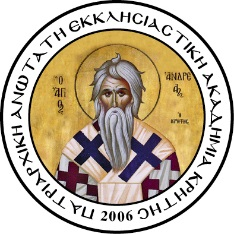 ΠΑΤΡΙΑΡΧΙΚΗ ΑΝΩΤΑΤΗ ΕΚΚΛΗΣΙΑΣΤΙΚΗ ΑΚΑΔΗΜΙΑ ΚΡΗΤΗΣ
2006
Ο ΑΓΙΟΣ
ΑΝΔΡΕΑΣ
Ο ΚΡΗΤΗΣ